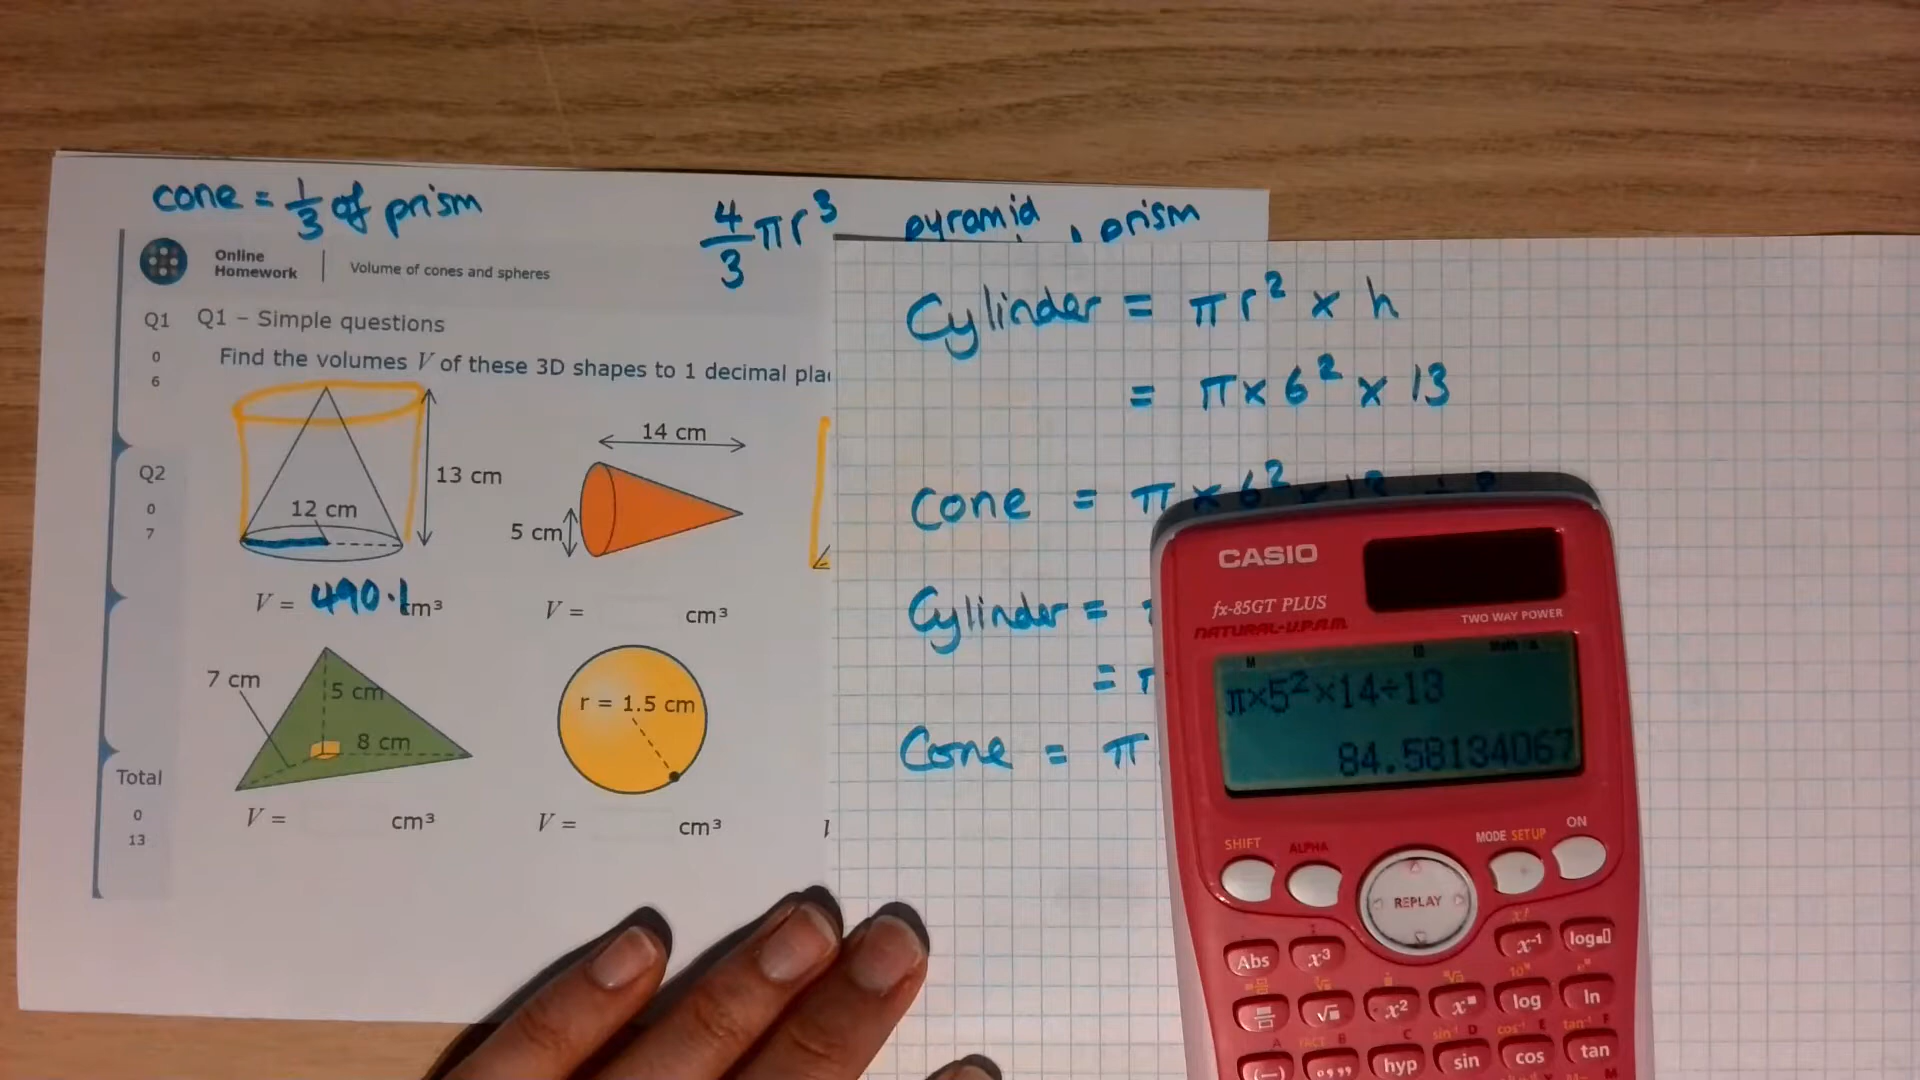 cone = 1/3 of prism
4/3 πr³
pyramid
prism
Online
Homework
Volume of cones and spheres
Q1
0
6
Q2
0
7
Total
0
13
Q1 – Simple questions
Find the volumes V of these 3D shapes to 1 decimal
13 cm
12 cm
V = 490.1 cm³
14 cm
5 cm
V = cm³
7 cm
5 cm
8 cm
V = cm³
r = 1.5 cm
V = cm³
Cylinder = πr² × h
= π × 6² × 13
Cone = π × 6² × 13
Cylinder =
= π
Cone = π
CASIO
fx-85GT PLUS
NATURAL-V.P.A.M.
TWO WAY POWER
M Math
π×5²×14÷13
84.58134067
SHIFT
ALPHA
MODE SETUP
ON
REPLAY
Abs x³ x⁻¹ log
√ x² x log ln
(−) hyp sin cos tan